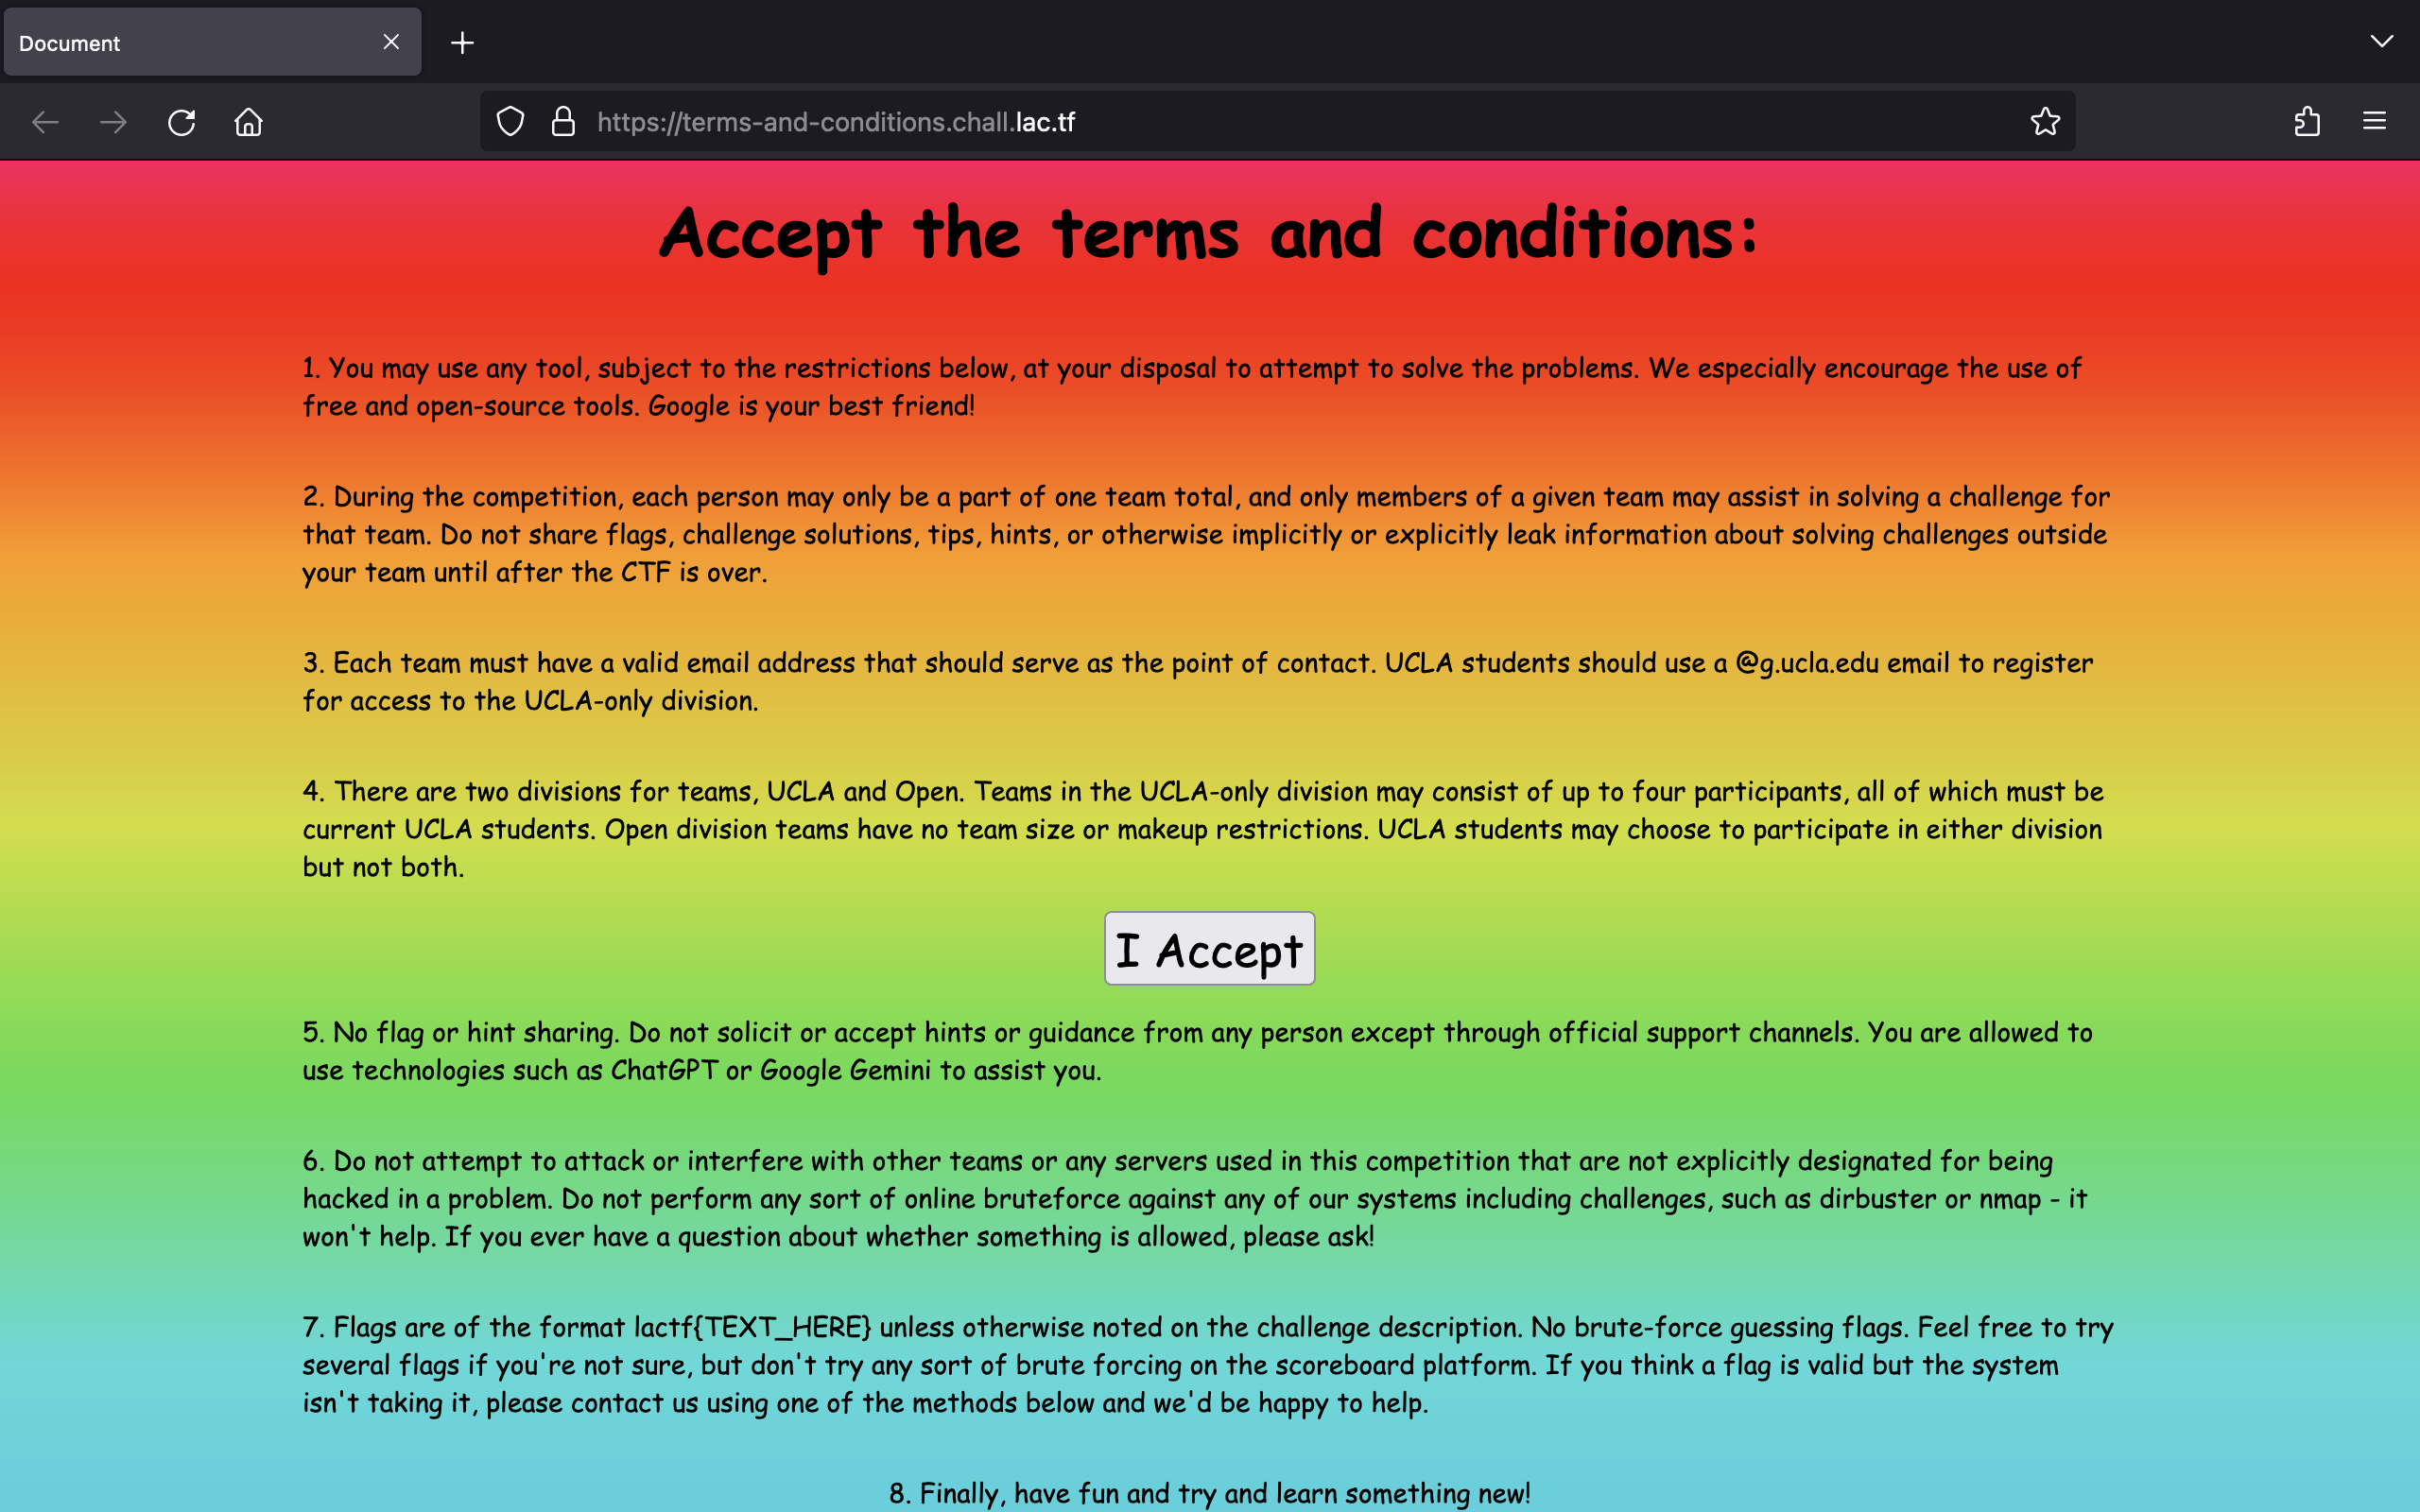 Document
https://terms-and-conditions.chall.lac.tf
Accept the terms and conditions:
1. You may use any tool, subject to the restrictions below, at your disposal to attempt to solve the problems. We especially encourage the use of
free and open-source tools. Google is your best friend!
2. During the competition, each person may only be a part of one team total, and only members of a given team may assist in solving a challenge for
that team. Do not share flags, challenge solutions, tips, hints, or otherwise implicitly or explicitly leak information about solving challenges outside
your team until after the CTF is over.
3. Each team must have a valid email address that should serve as the point of contact. UCLA students should use a @g.ucla.edu email to register
for access to the UCLA-only division.
4. There are two divisions for teams, UCLA and Open. Teams in the UCLA-only division may consist of up to four participants, all of which must be
current UCLA students. Open division teams have no team size or makeup restrictions. UCLA students may choose to participate in either division
but not both.
I Accept
5. No flag or hint sharing. Do not solicit or accept hints or guidance from any person except through official support channels. You are allowed to
use technologies such as ChatGPT or Google Gemini to assist you.
6. Do not attempt to attack or interfere with other teams or any servers used in this competition that are not explicitly designated for being
hacked in a problem. Do not perform any sort of online bruteforce against any of our systems including challenges, such as dirbuster or nmap - it
won't help. If you ever have a question about whether something is allowed, please ask!
7. Flags are of the format lactf{TEXT_HERE} unless otherwise noted on the challenge description. No brute-force guessing flags. Feel free to try
several flags if you're not sure, but don't try any sort of brute forcing on the scoreboard platform. If you think a flag is valid but the system
isn't taking it, please contact us using one of the methods below and we'd be happy to help.
8. Finally, have fun and try and learn something new!